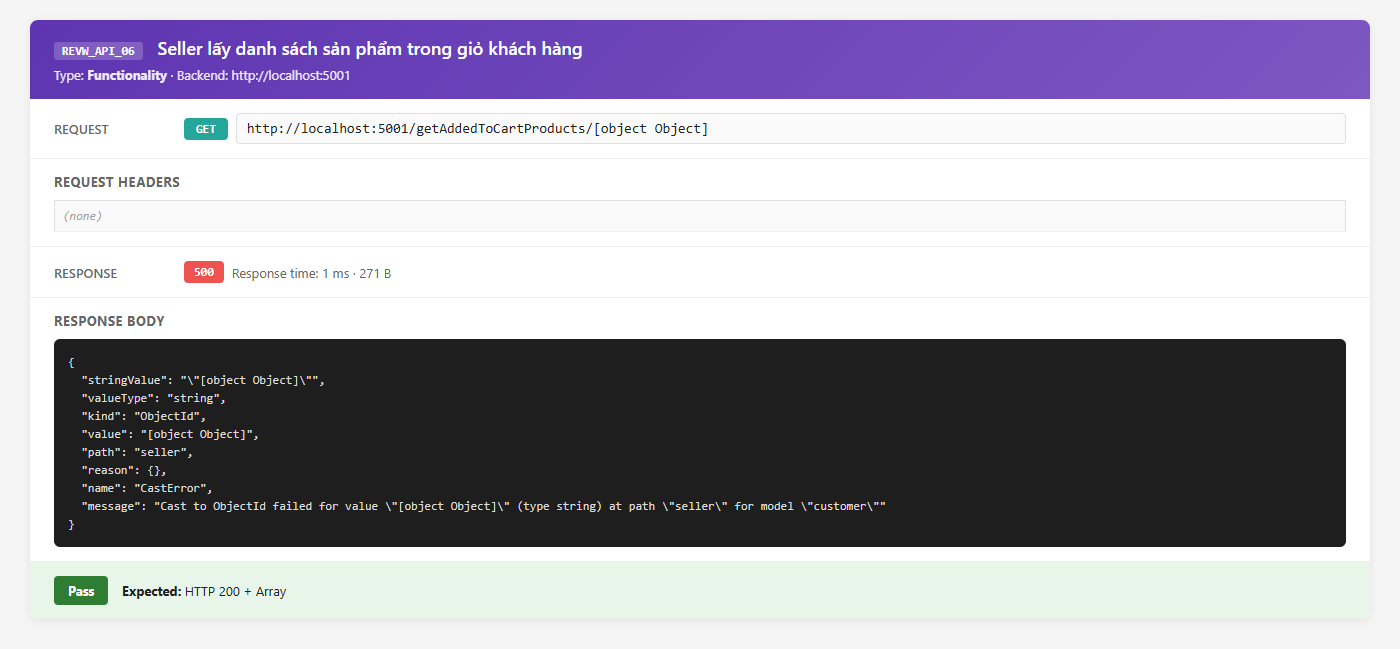 REVW_API_06 Seller lấy danh sách sản phẩm trong giỏ khách hàng
Type: Functionality · Backend: http://localhost:5001
REQUEST GET http://localhost:5001/getAddedToCartProducts/[object Object]
REQUEST HEADERS
(none)
RESPONSE 500 Response time: 1 ms · 271 B
RESPONSE BODY
{
  "stringValue": "\"[object Object]\"",
  "valueType": "string",
  "kind": "ObjectId",
  "value": "[object Object]",
  "path": "seller",
  "reason": {},
  "name": "CastError",
  "message": "Cast to ObjectId failed for value \"[object Object]\" (type string) at path \"seller\" for model \"customer\""
}
Pass Expected: HTTP 200 + Array